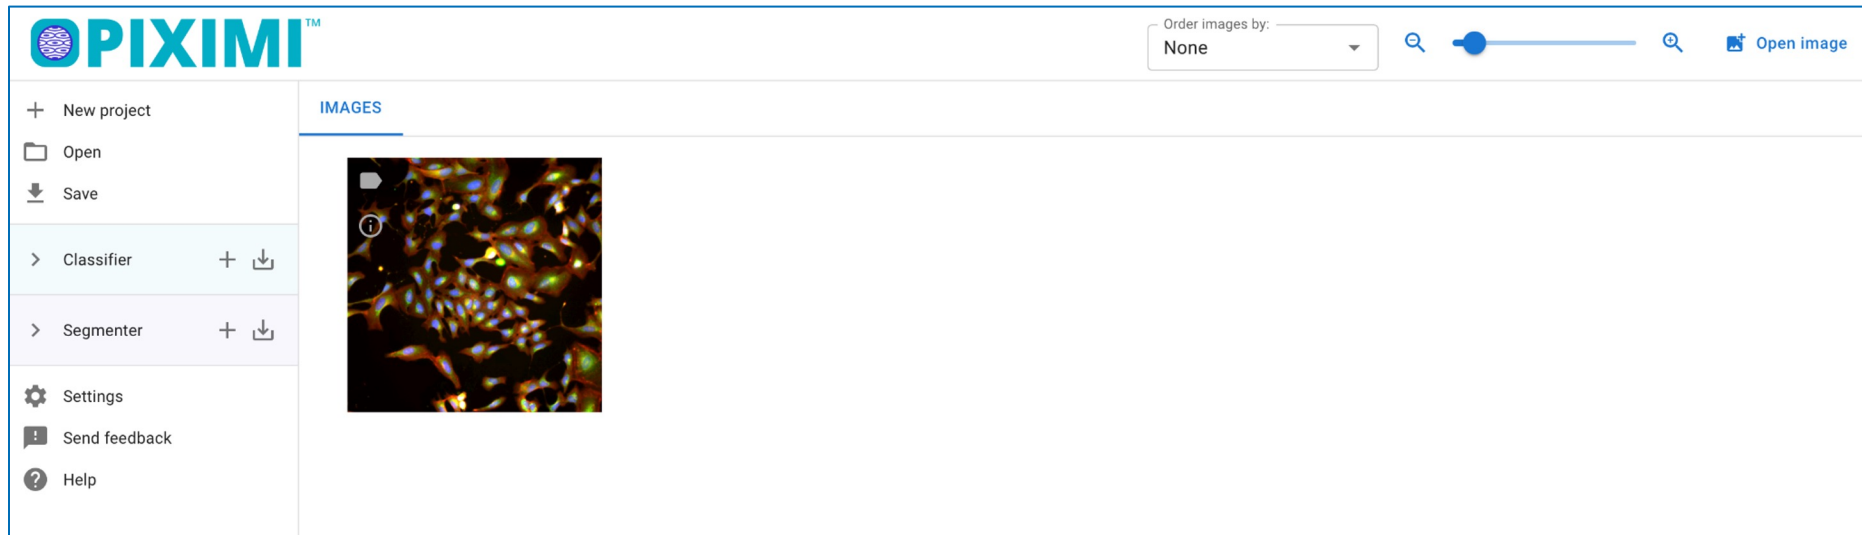 PIXIMI™
Order images by:
None
Open image
New project
Open
Save
Classifier
Segmenter
Settings
Send feedback
Help
IMAGES